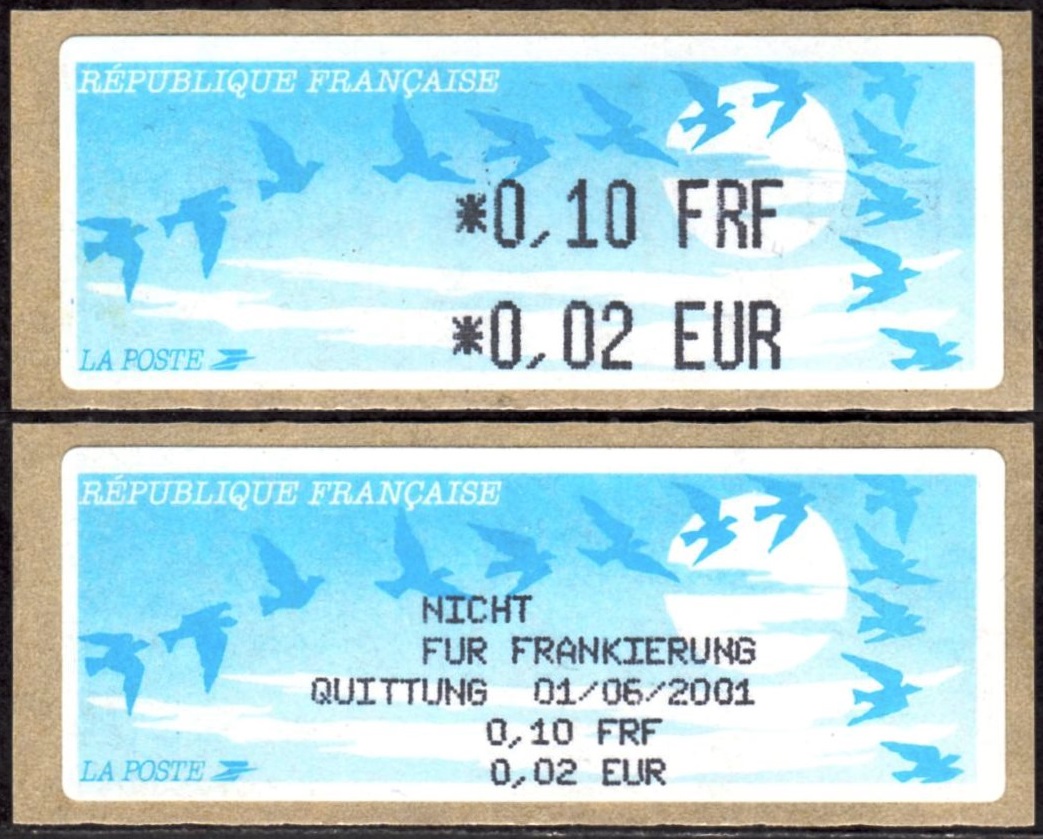 RÉPUBLIQUE FRANÇAISE
*0,10 FRF
*0,02 EUR
LA POSTE
RÉPUBLIQUE FRANÇAISE
NICHT
FUR FRANKIERUNG
QUITTUNG 01/06/2001
0,10 FRF
0,02 EUR
LA POSTE